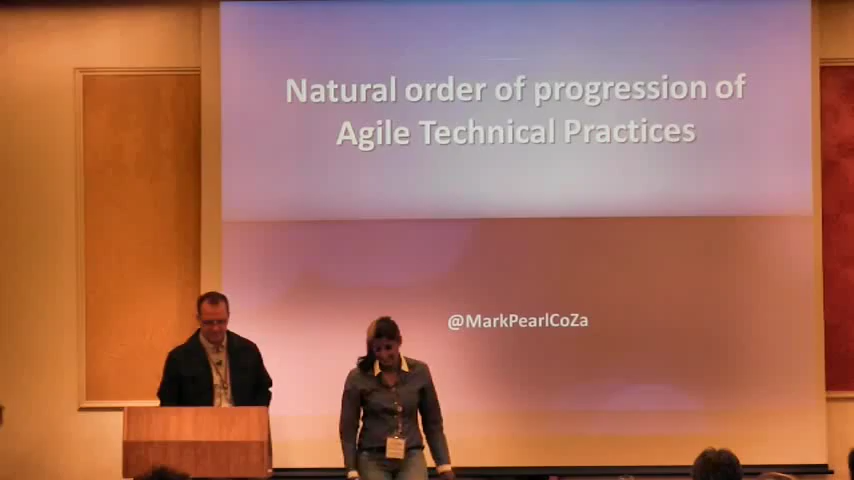 Natural order of progression of
Agile Technical Practices
@MarkPearlCoZa